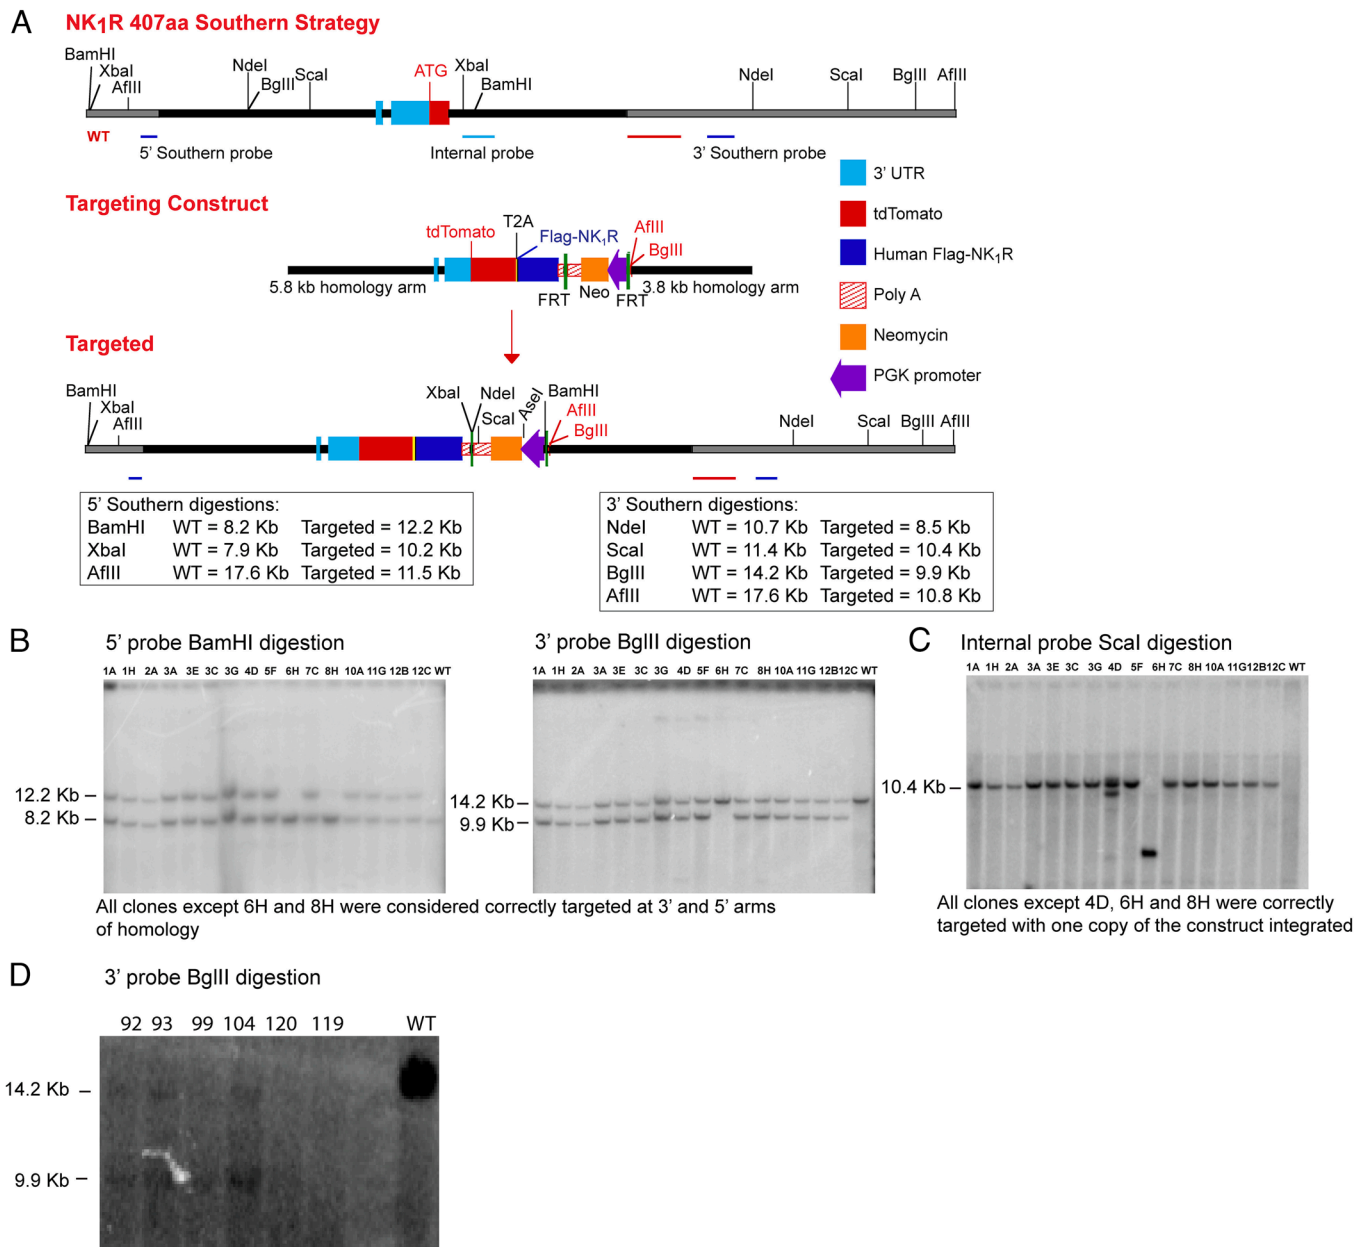 A
NK1R 407aa Southern Strategy
BamHI
XbaI
AflII
NdeI
BglII
ScaI
ATG
XbaI
BamHI
NdeI
ScaI
BglII
AflII
WT
5’ Southern probe
Internal probe
3’ Southern probe
3’ UTR
tdTomato
Human Flag-NK1R
Poly A
Neomycin
PGK promoter
Targeting Construct
tdTomato
T2A
Flag-NK1R
AflII
BglII
5.8 kb homology arm
FRT
Neo
FRT
3.8 kb homology arm
Targeted
BamHI
XbaI
AflII
XbaI
NdeI
ScaI
AseI
BamHI
AflII
BglII
NdeI
ScaI
BglII
AflII
5’ Southern digestions:
BamHI WT = 8.2 Kb Targeted = 12.2 Kb
XbaI WT = 7.9 Kb Targeted = 10.2 Kb
AflII WT = 17.6 Kb Targeted = 11.5 Kb
3’ Southern digestions:
NdeI WT = 10.7 Kb Targeted = 8.5 Kb
ScaI WT = 11.4 Kb Targeted = 10.4 Kb
BglII WT = 14.2 Kb Targeted = 9.9 Kb
AflII WT = 17.6 Kb Targeted = 10.8 Kb
B
5’ probe BamHI digestion
1A 1H 2A 3A 3E 3C 3G 4D 5F 6H 7C 8H 10A 11G 12B 12C WT
12.2 Kb –
8.2 Kb –
3’ probe BglII digestion
1A 1H 2A 3A 3E 3C 3G 4D 5F 6H 7C 8H 10A 11G 12B 12C WT
14.2 Kb –
9.9 Kb –
All clones except 6H and 8H were considered correctly targeted at 3’ and 5’ arms
of homology
C
Internal probe ScaI digestion
1A 1H 2A 3A 3E 3C 3G 4D 5F 6H 7C 8H 10A 11G 12B 12C WT
10.4 Kb –
All clones except 4D, 6H and 8H were correctly
targeted with one copy of the construct integrated
D
3’ probe BglII digestion
92 93 99 104 120 119 WT
14.2 Kb –
9.9 Kb –